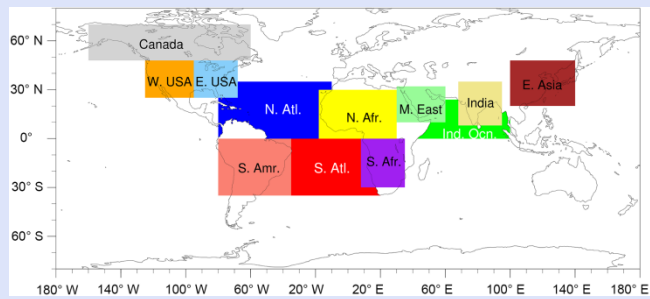 60° N
Canada
W. USA
E. USA
30° N
N. Atl.
N. Afr.
M. East
India
E. Asia
0°
Ind. Ocn.
S. Amr.
S. Atl.
S. Afr.
30° S
60° S
180° W
140° W
100° W
60° W
20° W
20° E
60° E
100° E
140° E
180 E